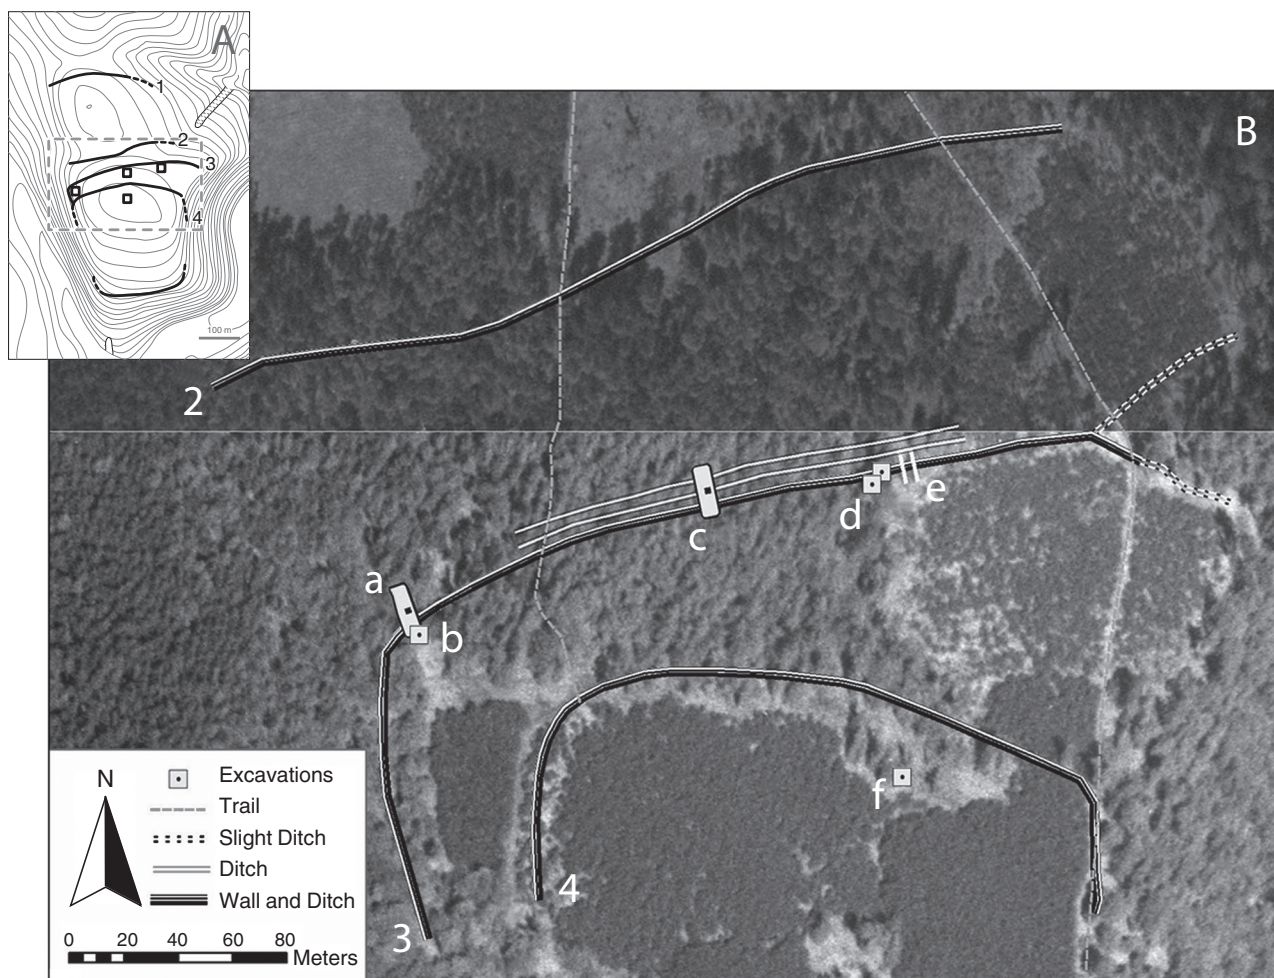 A
1
2
3
4
100 m
B
2
e
d
c
a
b
f
4
3
N
Excavations
Trail
Slight Ditch
Ditch
Wall and Ditch
0 20 40 60 80
Meters